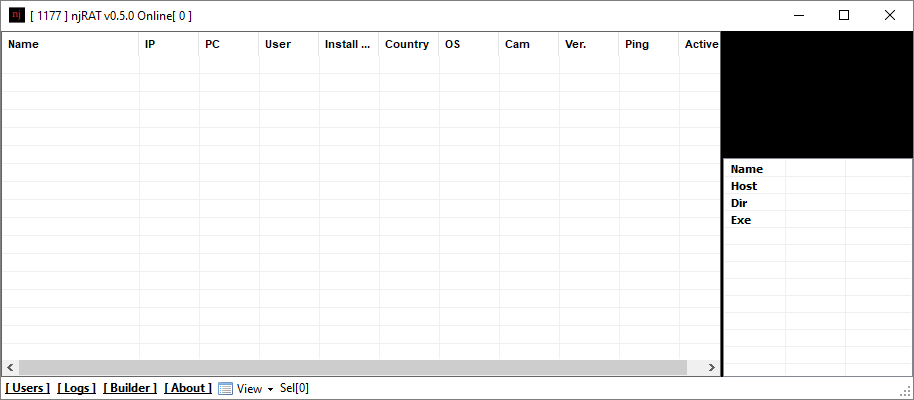 nj [ 1177 ] njRAT v0.5.0 Online[ 0 ]
Name IP PC User Install ... Country OS Cam Ver. Ping Active
Name
Host
Dir
Exe
[ Users ] [ Logs ] [ Builder ] [ About ] View Sel[0]